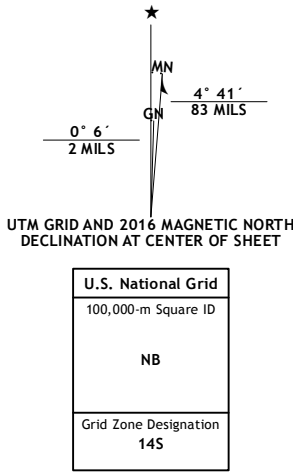 ★
MN
GN
4° 41´
83 MILS
0° 6´
2 MILS
UTM GRID AND 2016 MAGNETIC NORTH
DECLINATION AT CENTER OF SHEET
U.S. National Grid
100,000-m Square ID
NB
Grid Zone Designation
14S